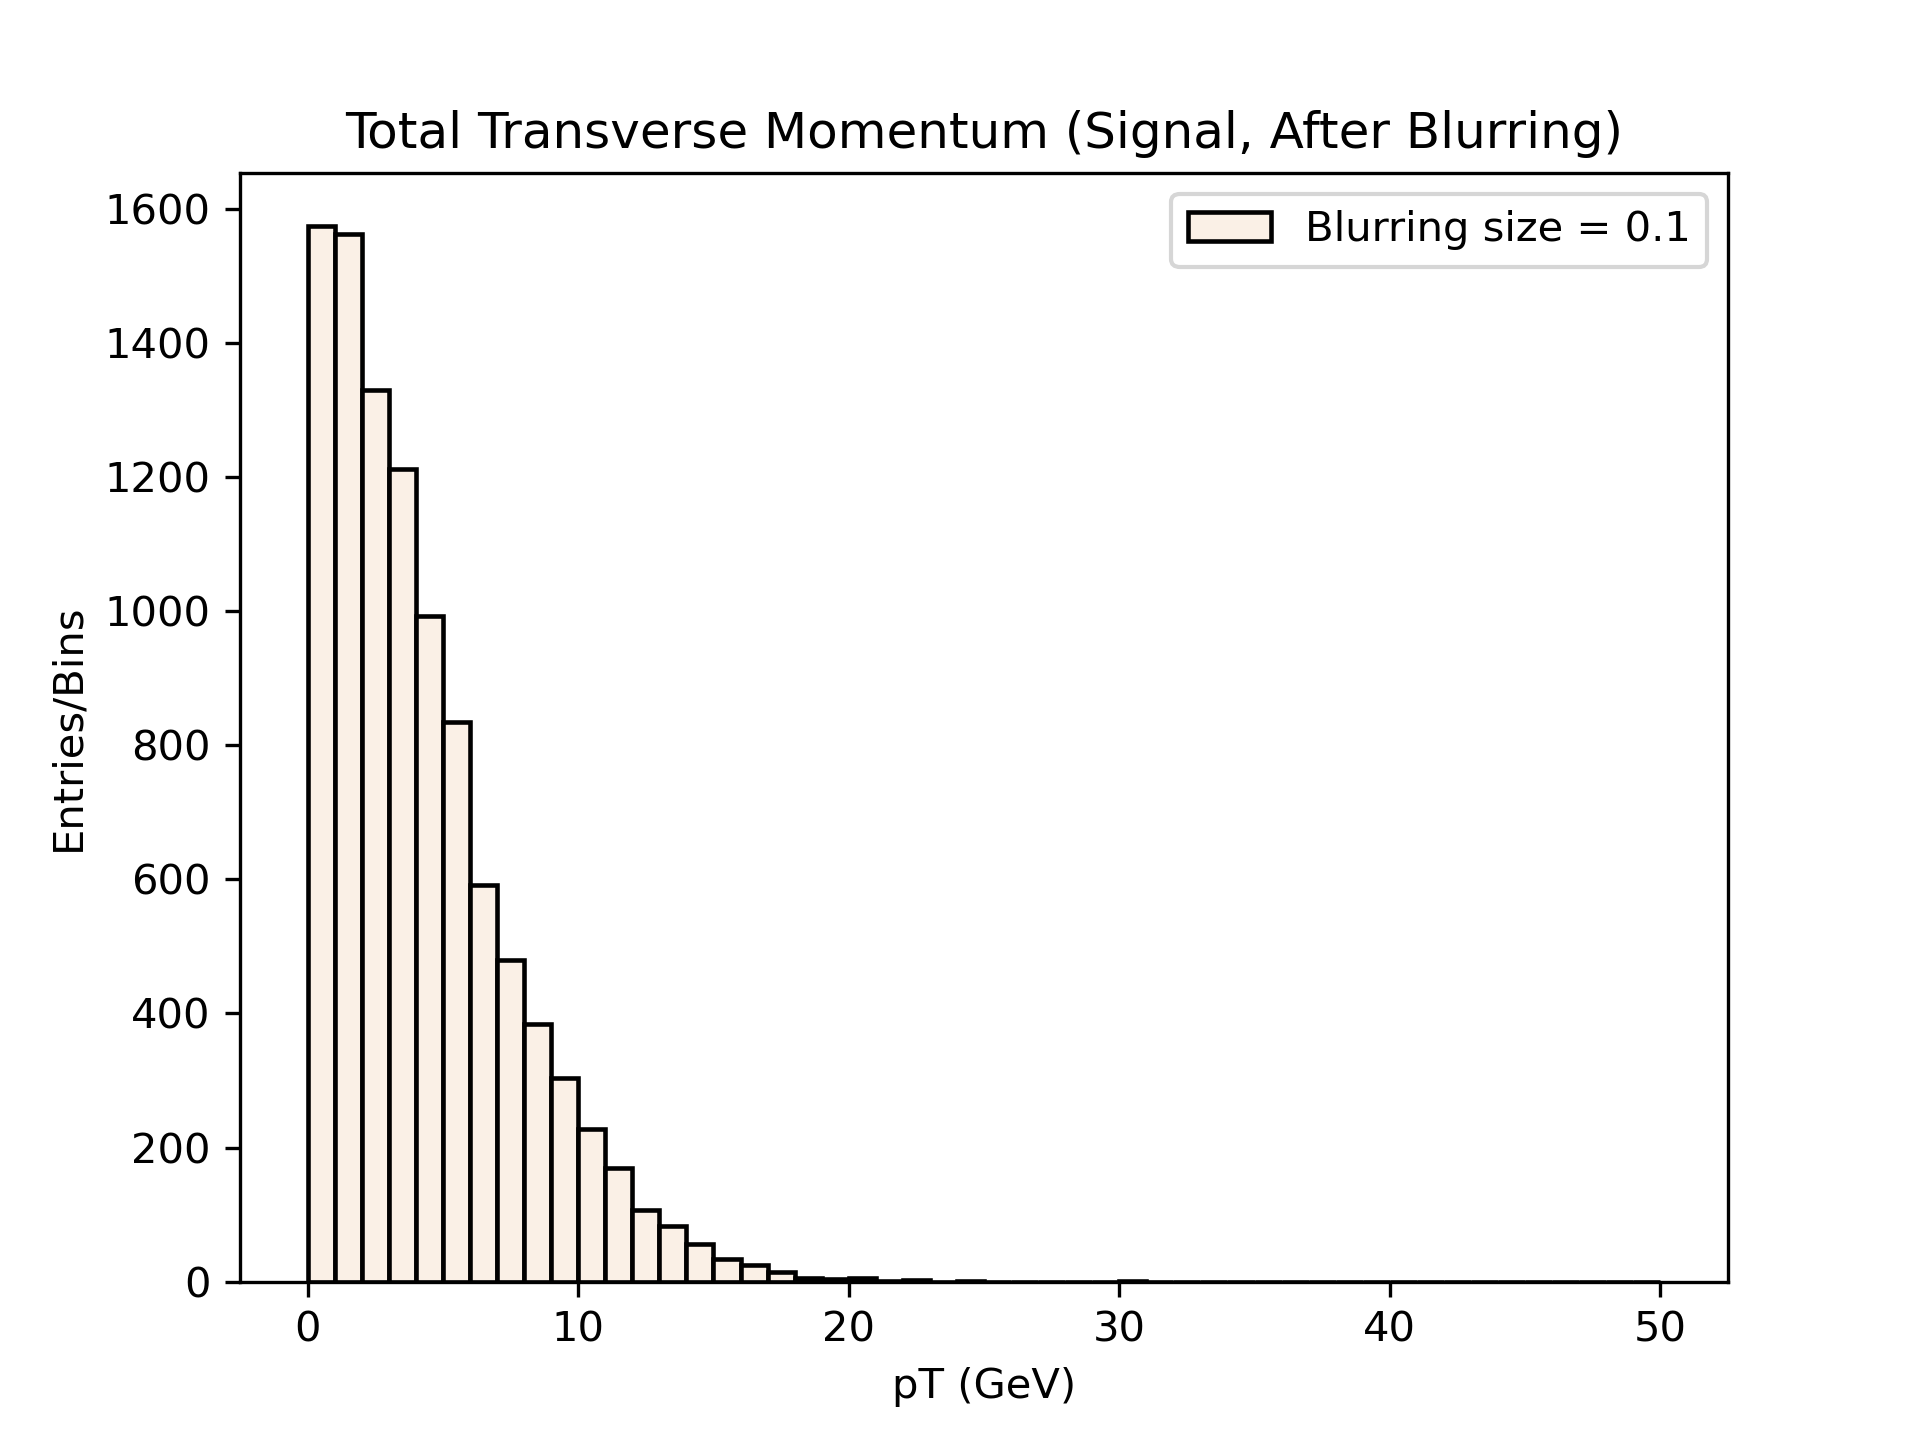 Total Transverse Momentum (Signal, After Blurring)
Blurring size = 0.1
1600
1400
1200
1000
800
600
400
200
0
Entries/Bins
0 10 20 30 40 50
pT (GeV)